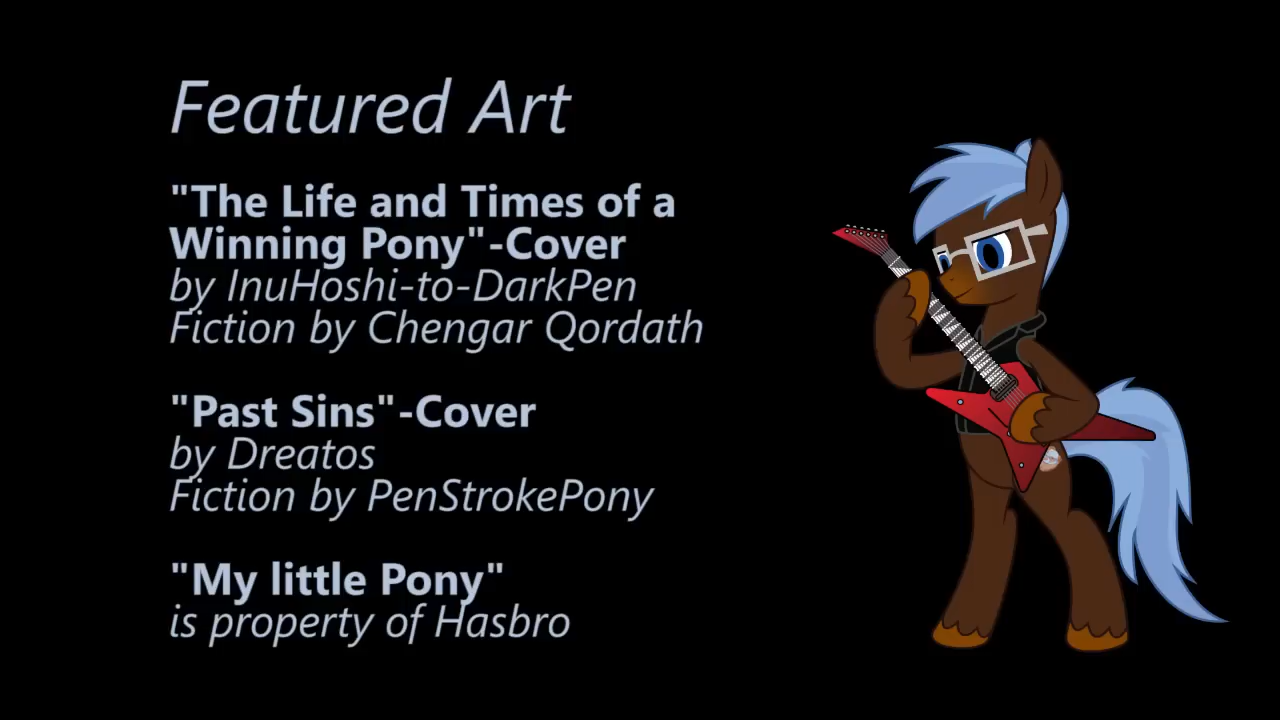 Featured Art
"The Life and Times of a
Winning Pony"-Cover
by InuHoshi-to-DarkPen
Fiction by Chengar Qordath
"Past Sins"-Cover
by Dreatos
Fiction by PenStrokePony
"My little Pony"
is property of Hasbro